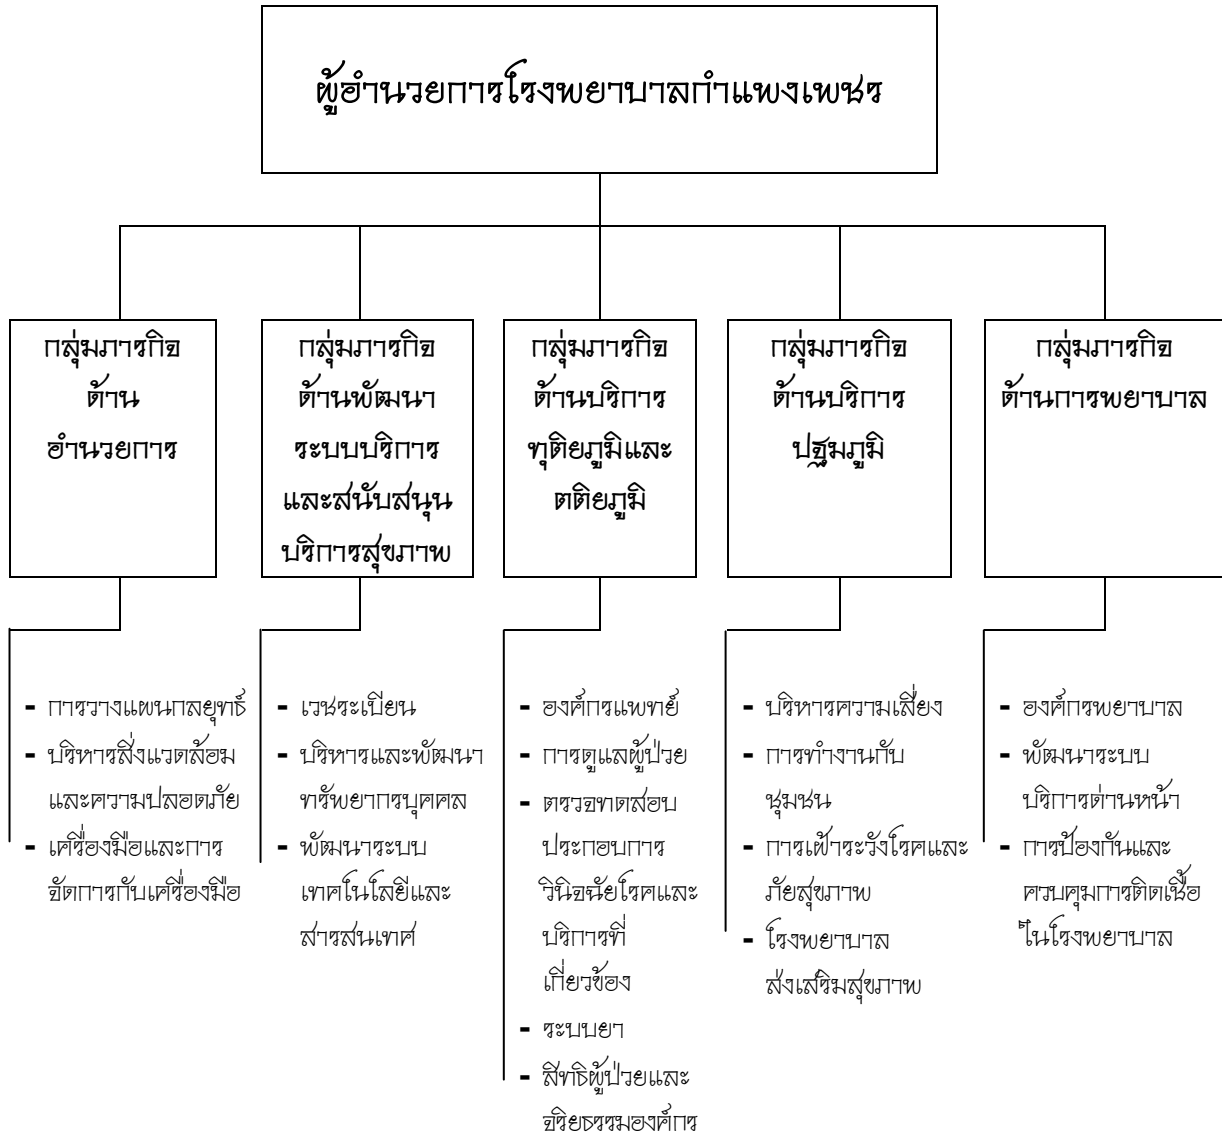 ผู้อำนวยการโรงพยาบาลกำแพงเพชร
กลุ่มภารกิจ
ด้าน
อำนวยการ
กลุ่มภารกิจ
ด้านพัฒนา
ระบบบริการ
และสนับสนุน
บริการสุขภาพ
กลุ่มภารกิจ
ด้านบริการ
ทุติยภูมิและ
ตติยภูมิ
กลุ่มภารกิจ
ด้านบริการ
ปฐมภูมิ
กลุ่มภารกิจ
ด้านการพยาบาล
- การวางแผนกลยุทธ์
- บริหารสิ่งแวดล้อม
และความปลอดภัย
- เครื่องมือและการ
จัดการกับเครื่องมือ
- เวชระเบียน
- บริหารและพัฒนา
ทรัพยากรบุคคล
- พัฒนาระบบ
เทคโนโลยีและ
สารสนเทศ
- องค์กรแพทย์
- การดูแลผู้ป่วย
- ตรวจทดสอบ
ประกอบการ
วินิจฉัยโรคและ
บริการที่
เกี่ยวข้อง
- ระบบยา
- สิทธิผู้ป่วยและ
จริยธรรมองค์กร
- บริหารความเสี่ยง
- การทำงานกับ
ชุมชน
- การเฝ้าระวังโรคและ
ภัยสุขภาพ
- โรงพยาบาล
ส่งเสริมสุขภาพ
- องค์กรพยาบาล
- พัฒนาระบบ
บริการด่านหน้า
- การป้องกันและ
ควบคุมการติดเชื้อ
ในโรงพยาบาล